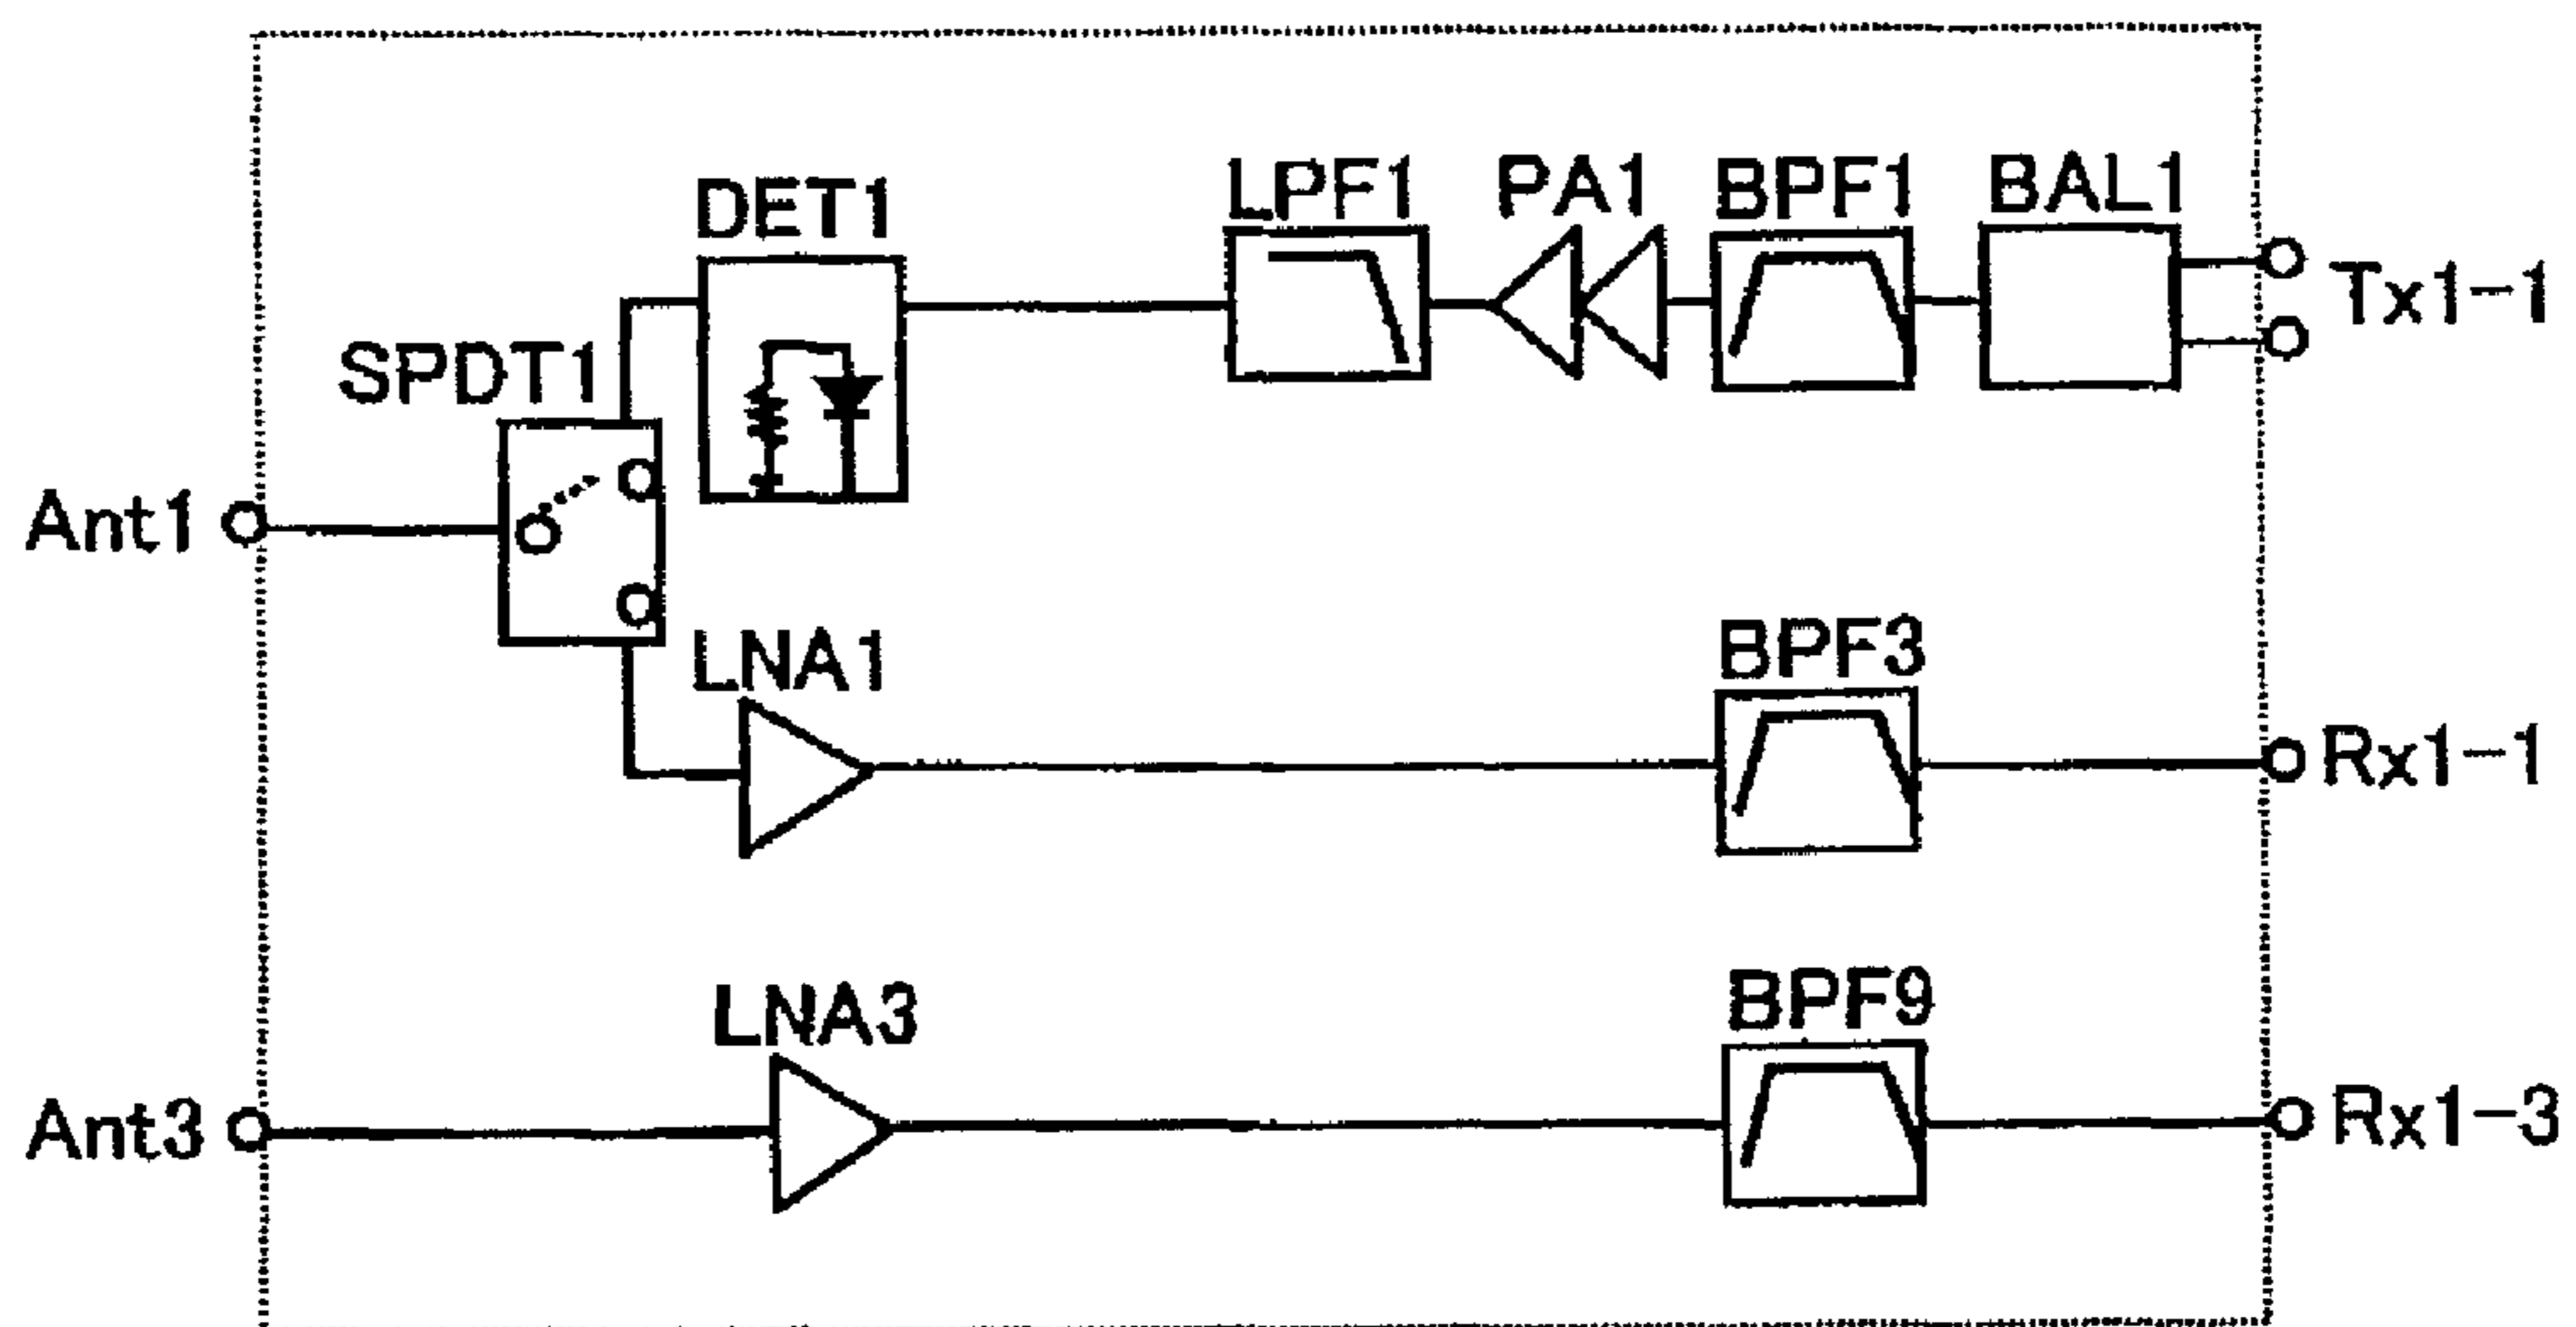 DET1
LPF1
PA1
BPF1
BAL1
Tx1-1
SPDT1
Ant1
LNA1
BPF3
Rx1-1
LNA3
BPF9
Ant3
Rx1-3